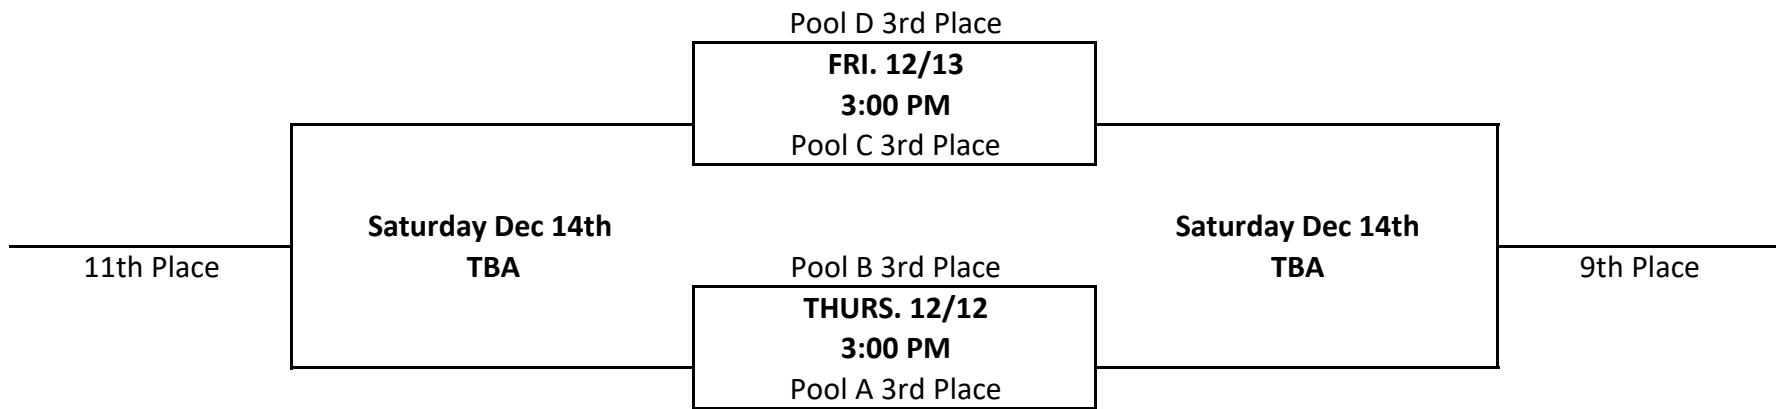 Pool D 3rd Place
FRI. 12/13
3:00 PM
Pool C 3rd Place
Saturday Dec 14th
TBA
Saturday Dec 14th
TBA
11th Place
Pool B 3rd Place
9th Place
THURS. 12/12
3:00 PM
Pool A 3rd Place